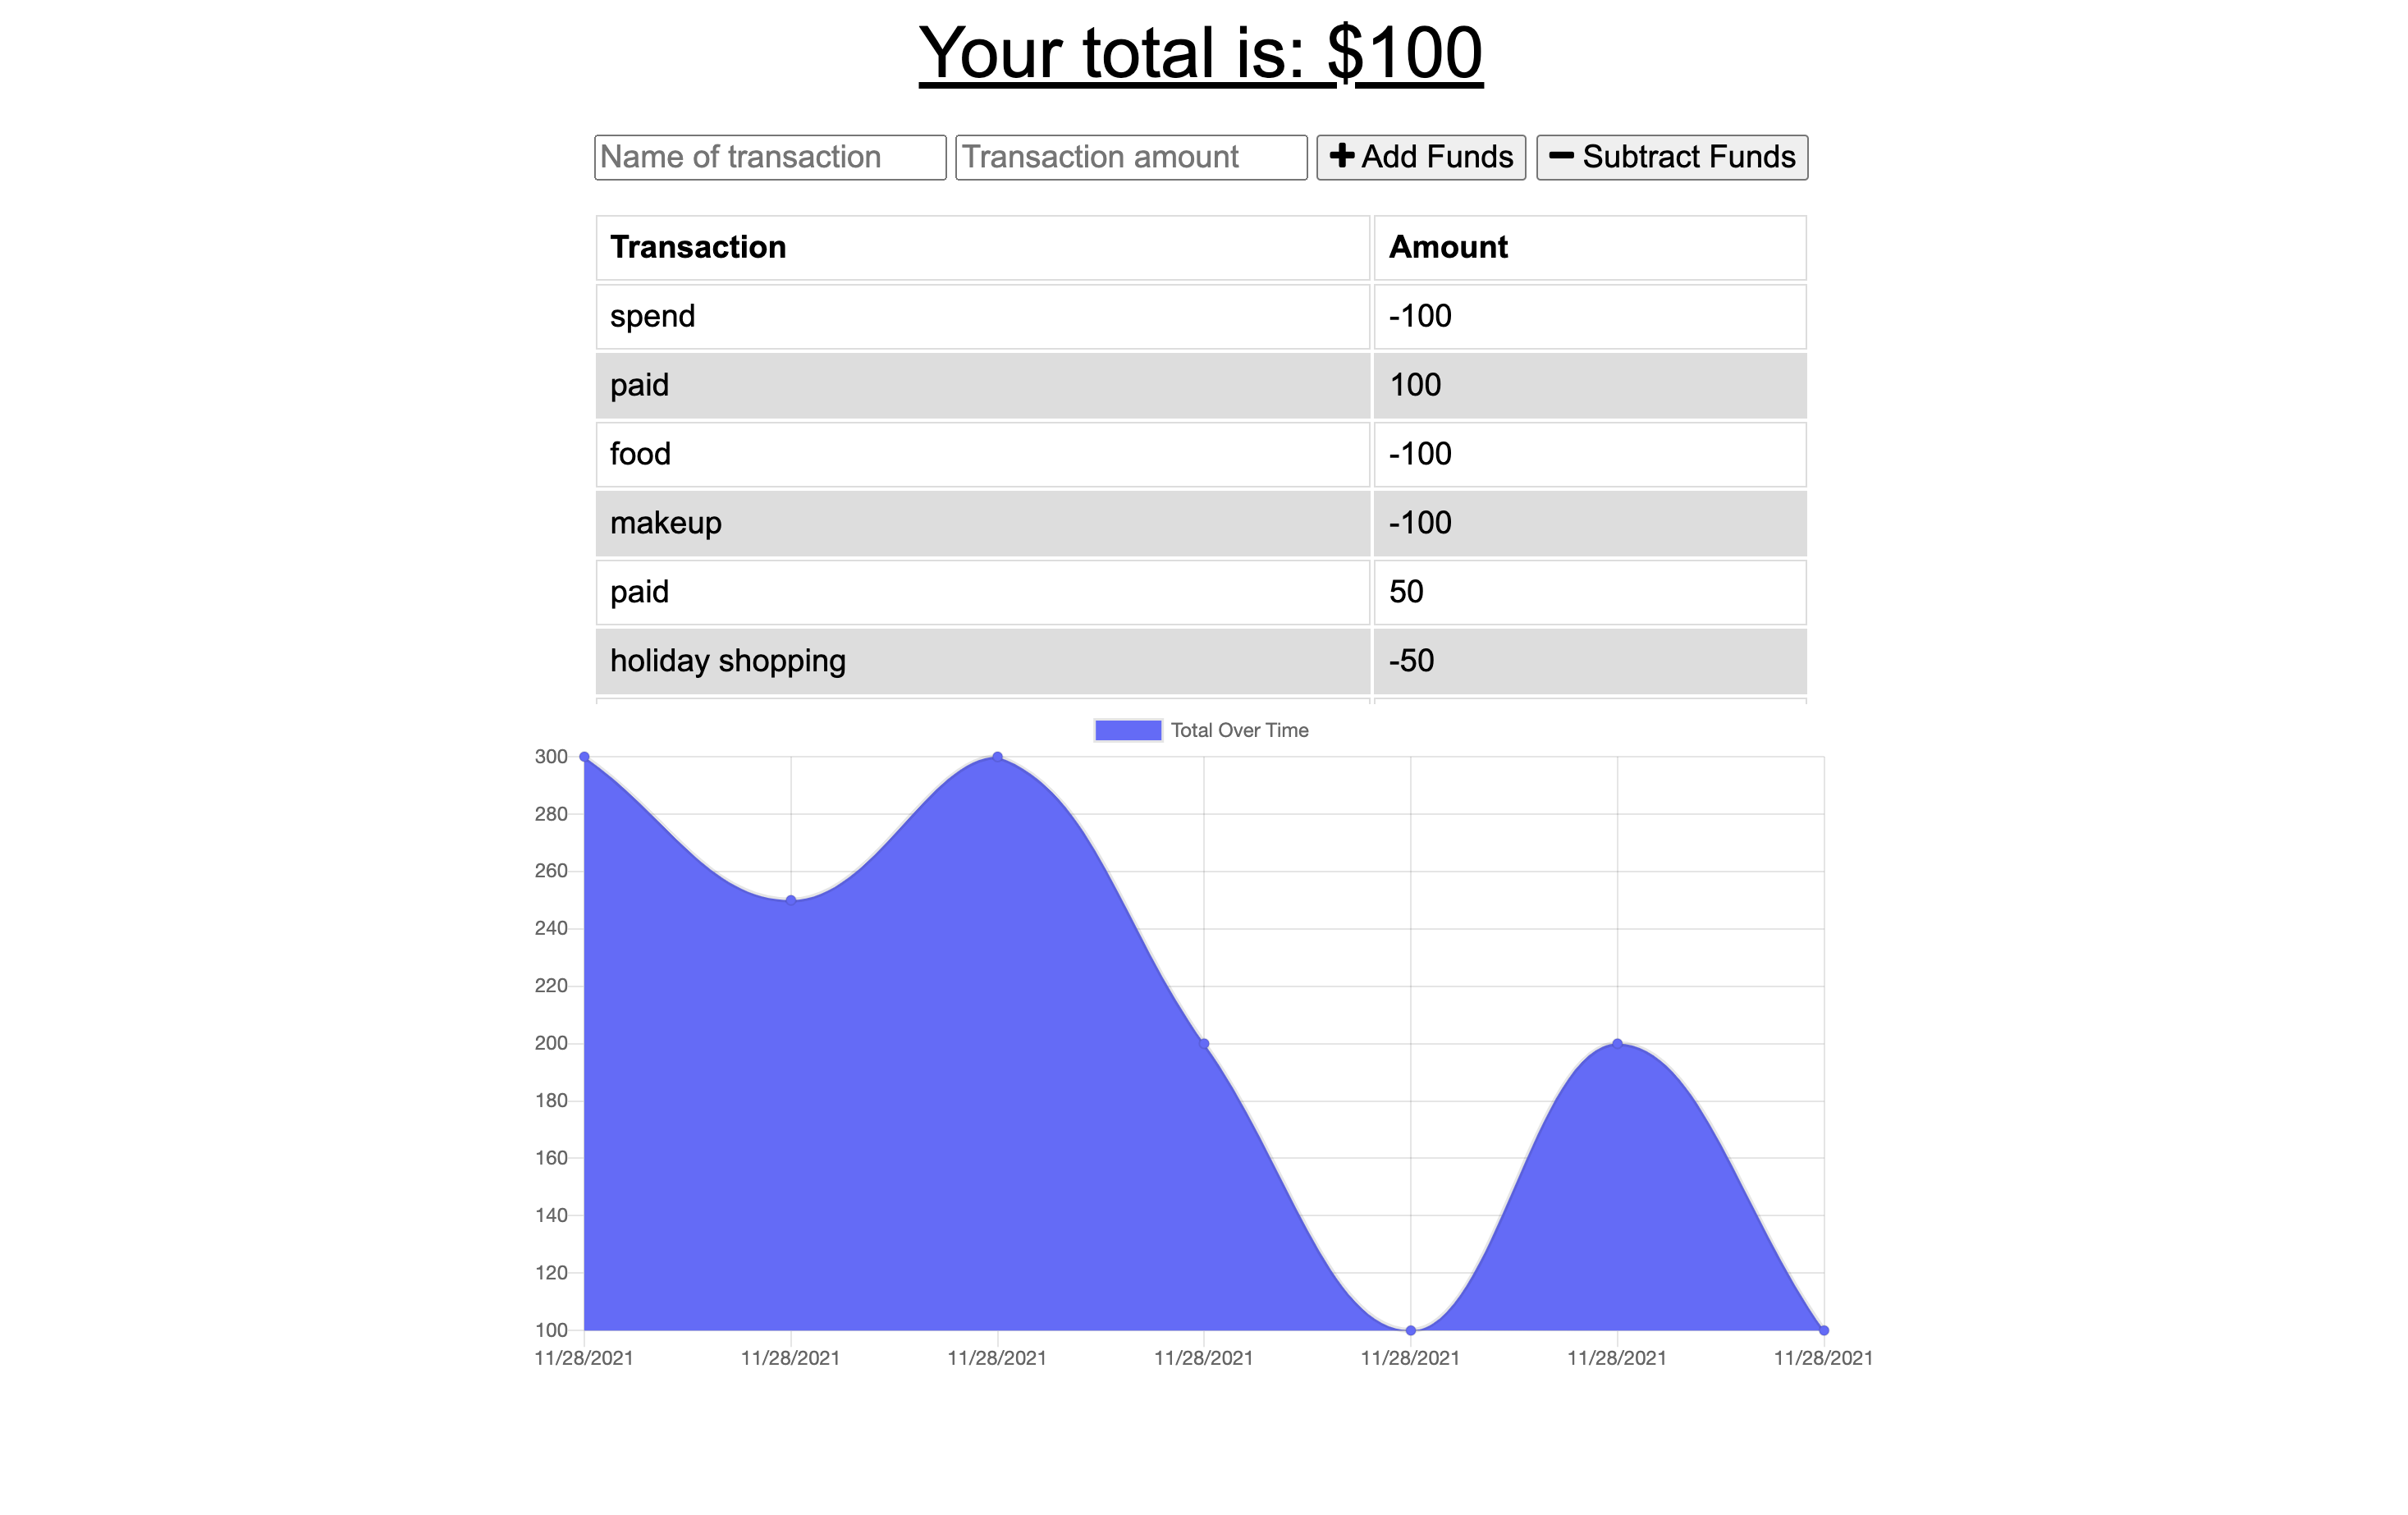 Your total is: $100
Name of transaction Transaction amount Add Funds Subtract Funds
Transaction Amount
spend -100
paid 100
food -100
makeup -100
paid 50
holiday shopping -50
Total Over Time
300
280
260
240
220
200
180
160
140
120
100
11/28/2021 11/28/2021 11/28/2021 11/28/2021 11/28/2021 11/28/2021 11/28/2021